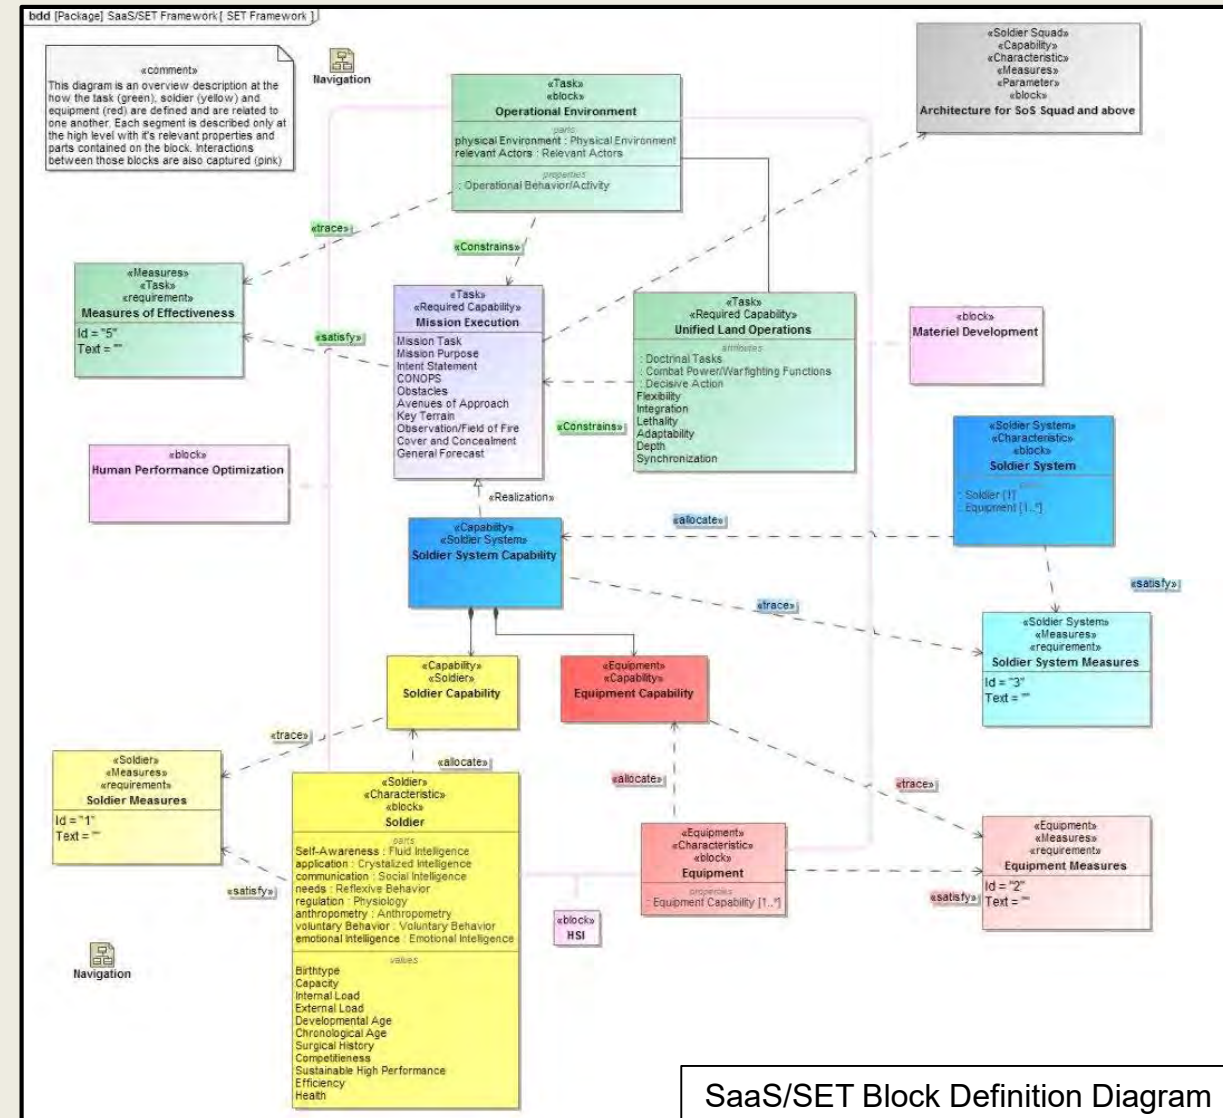 bdd [Package] SaaS/SET Framework[ SET Framework ]
«comment»
This diagram is an overview description at the
how the task (green), soldier (yellow) and
equipment (red) are defined and are related to
one another. Each segment is described only at
the high level with it's relevant properties and
parts contained on the block. Interactions
between those blocks are also captured (pink)
Navigation
«Task»
«block»
Operational Environment
parts
physical Environment : Physical Environment
relevant Actors : Relevant Actors
properties
: Operational Behavior/Activity
«Soldier Squad»
«Capability»
«Characteristic»
«Measures»
«Parameter»
«block»
Architecture for SoS Squad and above
«trace»
«Constrains»
«Measures»
«Task»
«requirement»
Measures of Effectiveness
Id = "5"
Text = ""
«satisfy»
«Task»
«Required Capability»
Mission Execution
Mission Task
Mission Purpose
Intent Statement
CONOPS
Obstacles
Avenues of Approach
Key Terrain
Observation/Field of Fire
Cover and Concealment
General Forecast
«Constrains»
«Task»
«Required Capability»
Unified Land Operations
attributes
: Doctrinal Tasks
: Combat Power/Warfighting Functions
: Decisive Action
Flexibility
Integration
Lethality
Adaptability
Depth
Synchronization
«block»
Materiel Development
«block»
Human Performance Optimization
«Realization»
«Soldier System»
«Characteristic»
«block»
Soldier System
parts
: Soldier [1]
: Equipment [1..*]
«allocate»
«Capability»
«Soldier System»
Soldier System Capability
«satisfy»
«trace»
«Soldier System»
«Measures»
«requirement»
Soldier System Measures
Id = "3"
Text = ""
«Capability»
«Soldier»
Soldier Capability
«Equipment»
«Capability»
Equipment Capability
«trace»
«allocate»
«allocate»
«trace»
«Soldier»
«Measures»
«requirement»
Soldier Measures
Id = "1"
Text = ""
«satisfy»
«Soldier»
«Characteristic»
«block»
Soldier
parts
Self-Awareness : Fluid Intelligence
application : Crystalized Intelligence
communication : Social Intelligence
needs : Reflexive Behavior
regulation : Physiology
anthropometry : Anthropometry
voluntary Behavior : Voluntary Behavior
emotional Intelligence : Emotional Intelligence
values
Birthtype
Capacity
Internal Load
External Load
Developmental Age
Chronological Age
Surgical History
Competitieness
Sustainable High Performance
Efficiency
Health
«Equipment»
«Characteristic»
«block»
Equipment
properties
: Equipment Capability [1..*]
«satisfy»
«Equipment»
«Measures»
«requirement»
Equipment Measures
Id = "2"
Text = ""
«block»
HSI
Navigation
SaaS/SET Block Definition Diagram